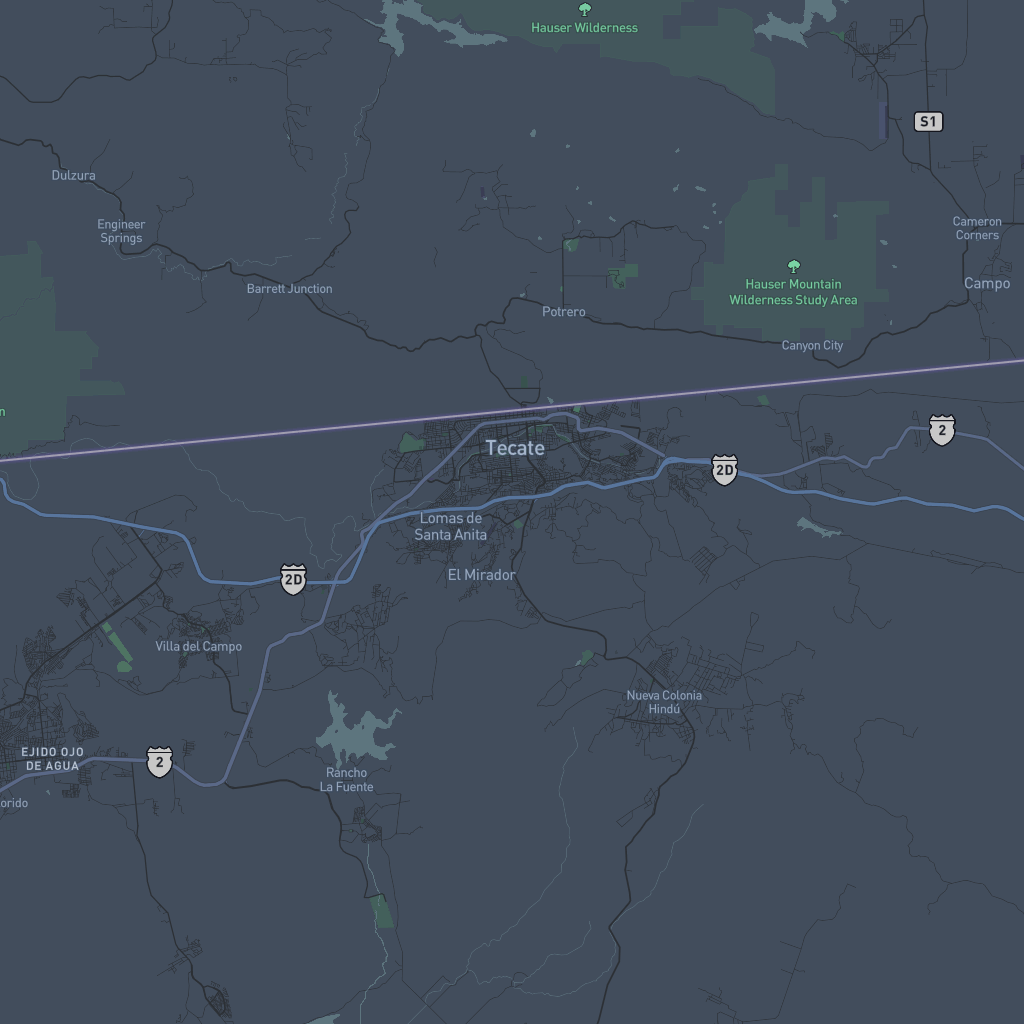 Hauser Wilderness
S1
Dulzura
Engineer
Springs
Cameron
Corners
Barrett Junction
Hauser Mountain
Wilderness Study Area
Campo
Potrero
Canyon City
n
2
Tecate
2D
Lomas de
Santa Anita
2D
El Mirador
Villa del Campo
Nueva Colonia
Hindú
EJIDO OJO
DE AGUA
2
Rancho
La Fuente
orido